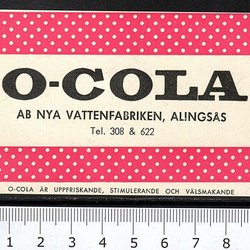 O-COLA
AB NYA VATTENFABRIKEN, ALINGSÅS
Tel. 308 & 622
O-COLA ÄR UPPFRISKANDE, STIMULERANDE OCH VÄLSMAKANDE
1 2 3 4 5 6 7 8